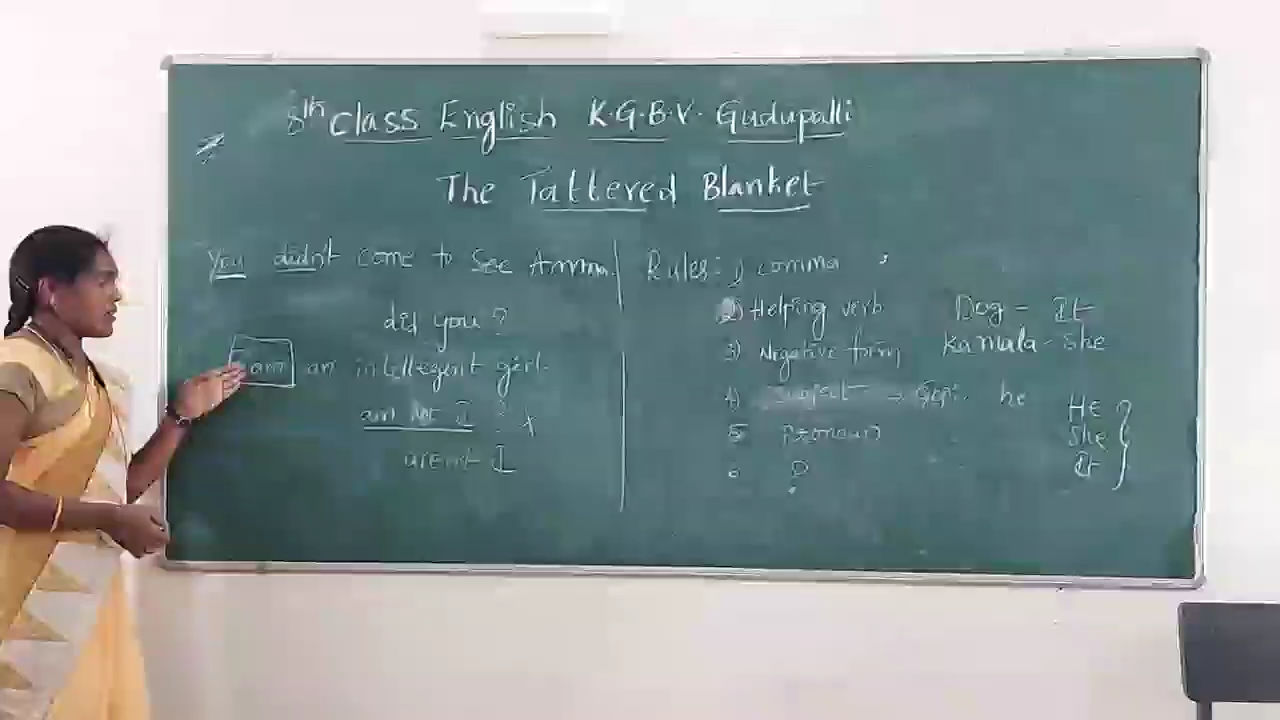 8th Class English K.G.B.V. Gudupalli
The Tattered Blanket
You didn't come to see Amma.
did you?
I am an intellegent girl.
am not I ? x
aren't I
Rules: 1) comma ,
2) Helping verb
3) Negative form
4) subject →
5 pronoun
6 ?
Dog - It
Kamala - She
he
He
She
It